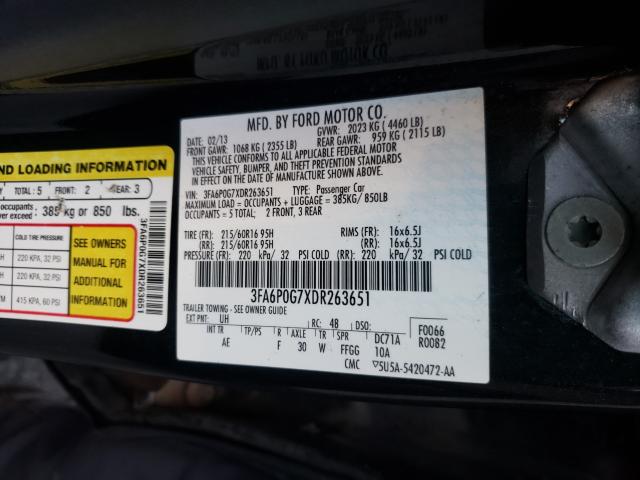 ND LOADING INFORMATION
Y TOTAL: 5 FRONT: 2 REAR: 3
occupants
ver exceed : 385 kg or 850 lbs.
COLD TIRE PRESSURE
220 KPA, 32 PSI
220 KPA, 32 PSI
415 KPA, 60 PSI
SEE OWNERS
MANUAL FOR
ADDITIONAL
INFORMATION
3FA6P0G7XDR263651
MFD. BY FORD MOTOR CO.
DATE: 02/13 GVWR: 2023 KG ( 4460 LB)
FRONT GAWR: 1068 KG ( 2355 LB) REAR GAWR: 959 KG ( 2115 LB)
THIS VEHICLE CONFORMS TO ALL APPLICABLE FEDERAL MOTOR
VEHICLE SAFETY, BUMPER, AND THEFT PREVENTION STANDARDS
IN EFFECT ON THE DATE OF MANUFACTURE SHOWN ABOVE.
VIN: 3FA6P0G7XDR263651 TYPE: Passenger Car
MAXIMUM LOAD = OCCUPANTS + LUGGAGE = 385KG/ 850LB
OCCUPANTS = 5 TOTAL; 2 FRONT, 3 REAR
TIRE (FR): 215/60R16 95H RIMS (FR): 16x6.5J
(RR): 215/60R16 95H (RR): 16x6.5J
PRESSURE (FR): 220 kPa/ 32 PSI COLD (RR): 220 kPa/ 32 PSI COLD
3FA6P0G7XDR263651
TRAILER TOWING - SEE OWNER GUIDE
EXT PNT: UH RC: 48 DSO: F0066
INT TR TP/PS R AXLE TR SPR DC71A R0082
AE F 30 W FFGG 10A
CMC 5U5A-5420472-AA